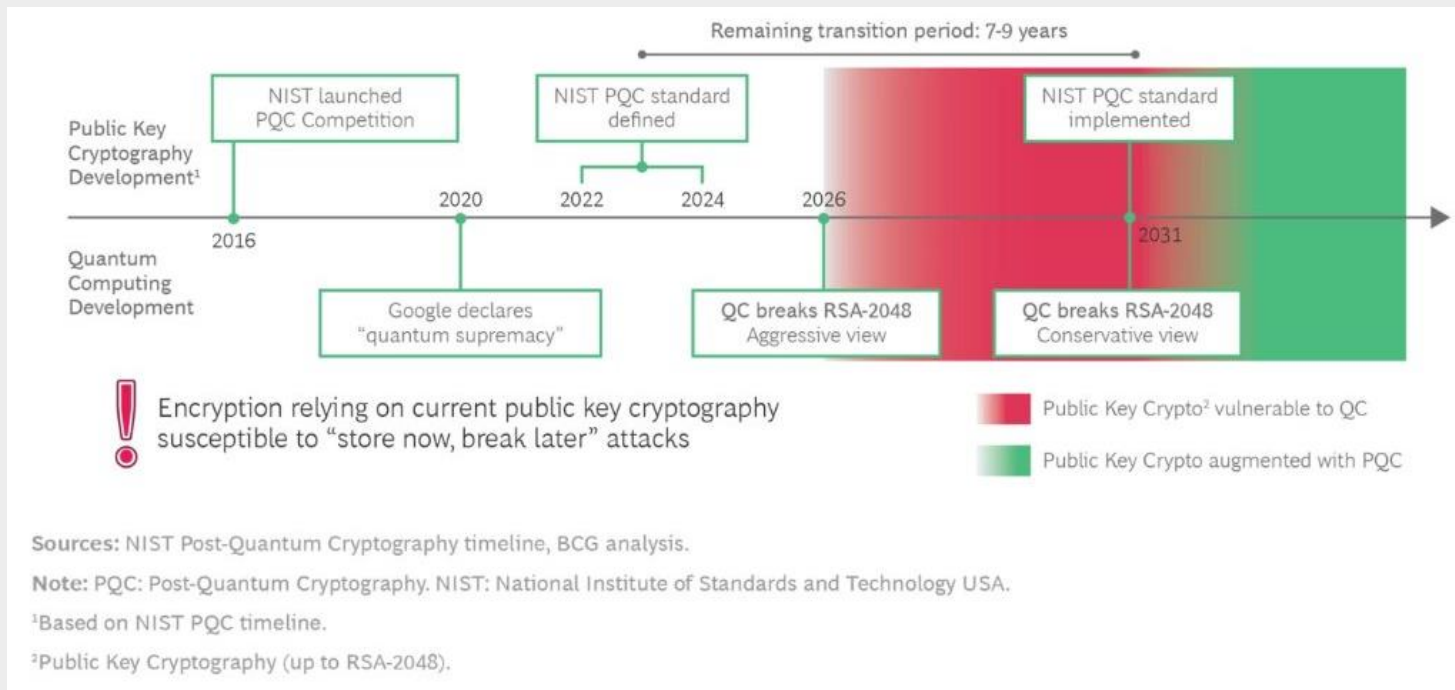 Remaining transition period: 7-9 years
NIST launched
PQC Competition
NIST PQC standard
defined
NIST PQC standard
implemented
Public Key
Cryptography
Development¹
2020
2022
2024
2026
2016
2031
Quantum
Computing
Development
Google declares
“quantum supremacy”
QC breaks RSA-2048
Aggressive view
QC breaks RSA-2048
Conservative view
Encryption relying on current public key cryptography
susceptible to “store now, break later” attacks
Public Key Crypto² vulnerable to QC
Public Key Crypto augmented with PQC
Sources: NIST Post-Quantum Cryptography timeline, BCG analysis.
Note: PQC: Post-Quantum Cryptography. NIST: National Institute of Standards and Technology USA.
¹Based on NIST PQC timeline.
²Public Key Cryptography (up to RSA-2048).